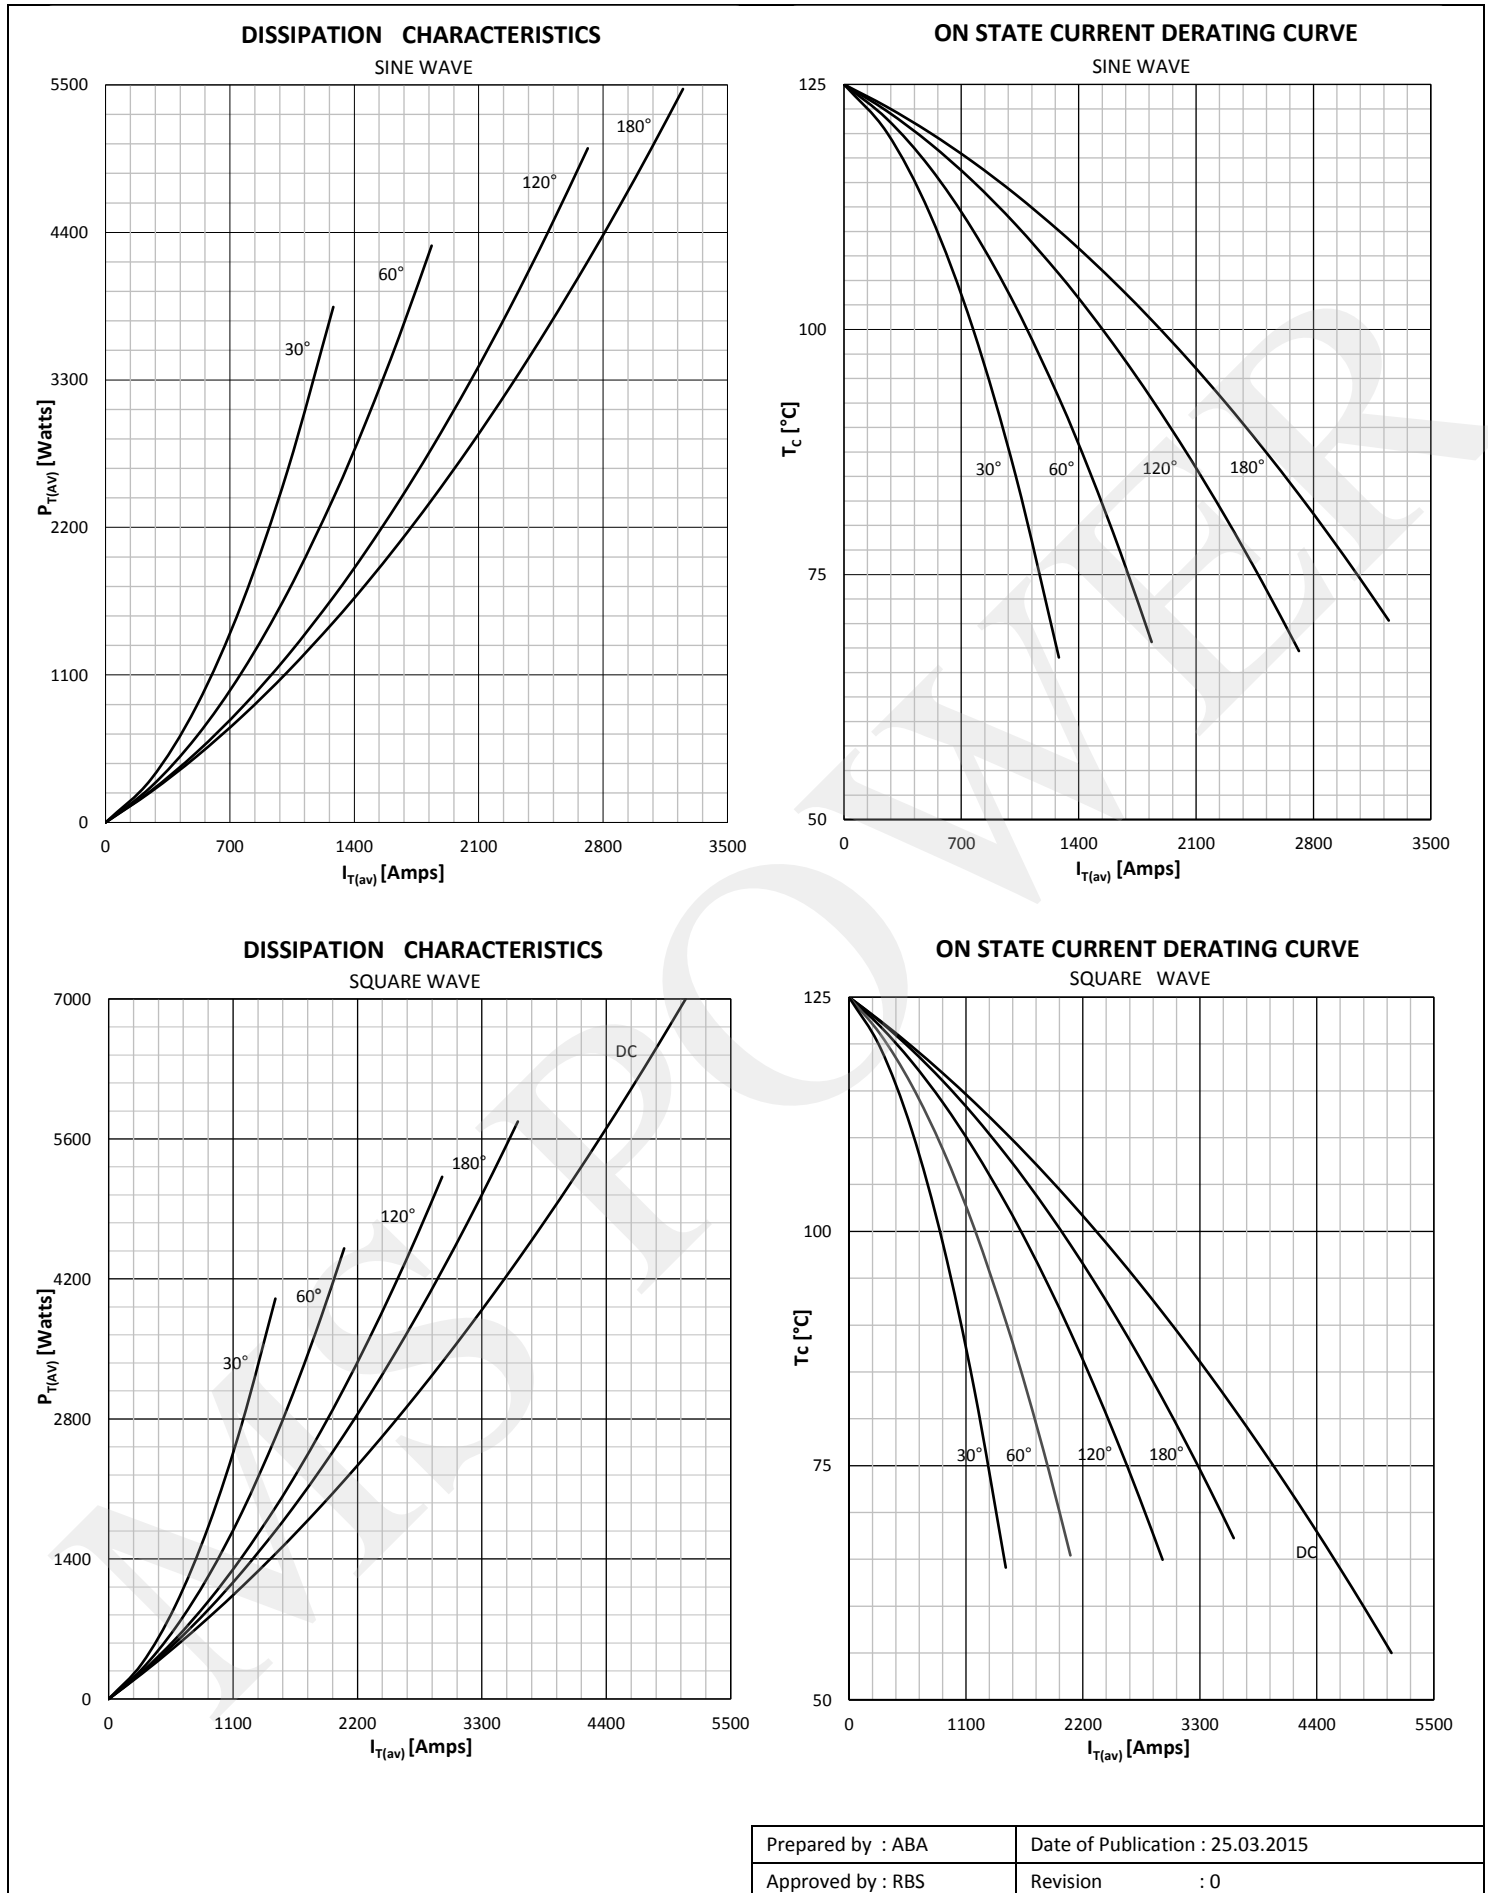 DISSIPATION CHARACTERISTICS
SINE WAVE
5500
4400
3300
2200
1100
0
P_T(AV) [Watts]
180°
120°
60°
30°
0 700 1400 2100 2800 3500
I_T(av) [Amps]
ON STATE CURRENT DERATING CURVE
SINE WAVE
125
100
75
50
T_C [°C]
30° 60° 120° 180°
0 700 1400 2100 2800 3500
I_T(av) [Amps]
DISSIPATION CHARACTERISTICS
SQUARE WAVE
7000
5600
4200
2800
1400
0
P_T(AV) [Watts]
DC
180°
120°
60°
30°
0 1100 2200 3300 4400 5500
I_T(av) [Amps]
ON STATE CURRENT DERATING CURVE
SQUARE WAVE
125
100
75
50
Tc [°C]
30° 60° 120° 180°
DC
0 1100 2200 3300 4400 5500
I_T(av) [Amps]
MS POWER
Prepared by : ABA Date of Publication : 25.03.2015
Approved by : RBS Revision : 0